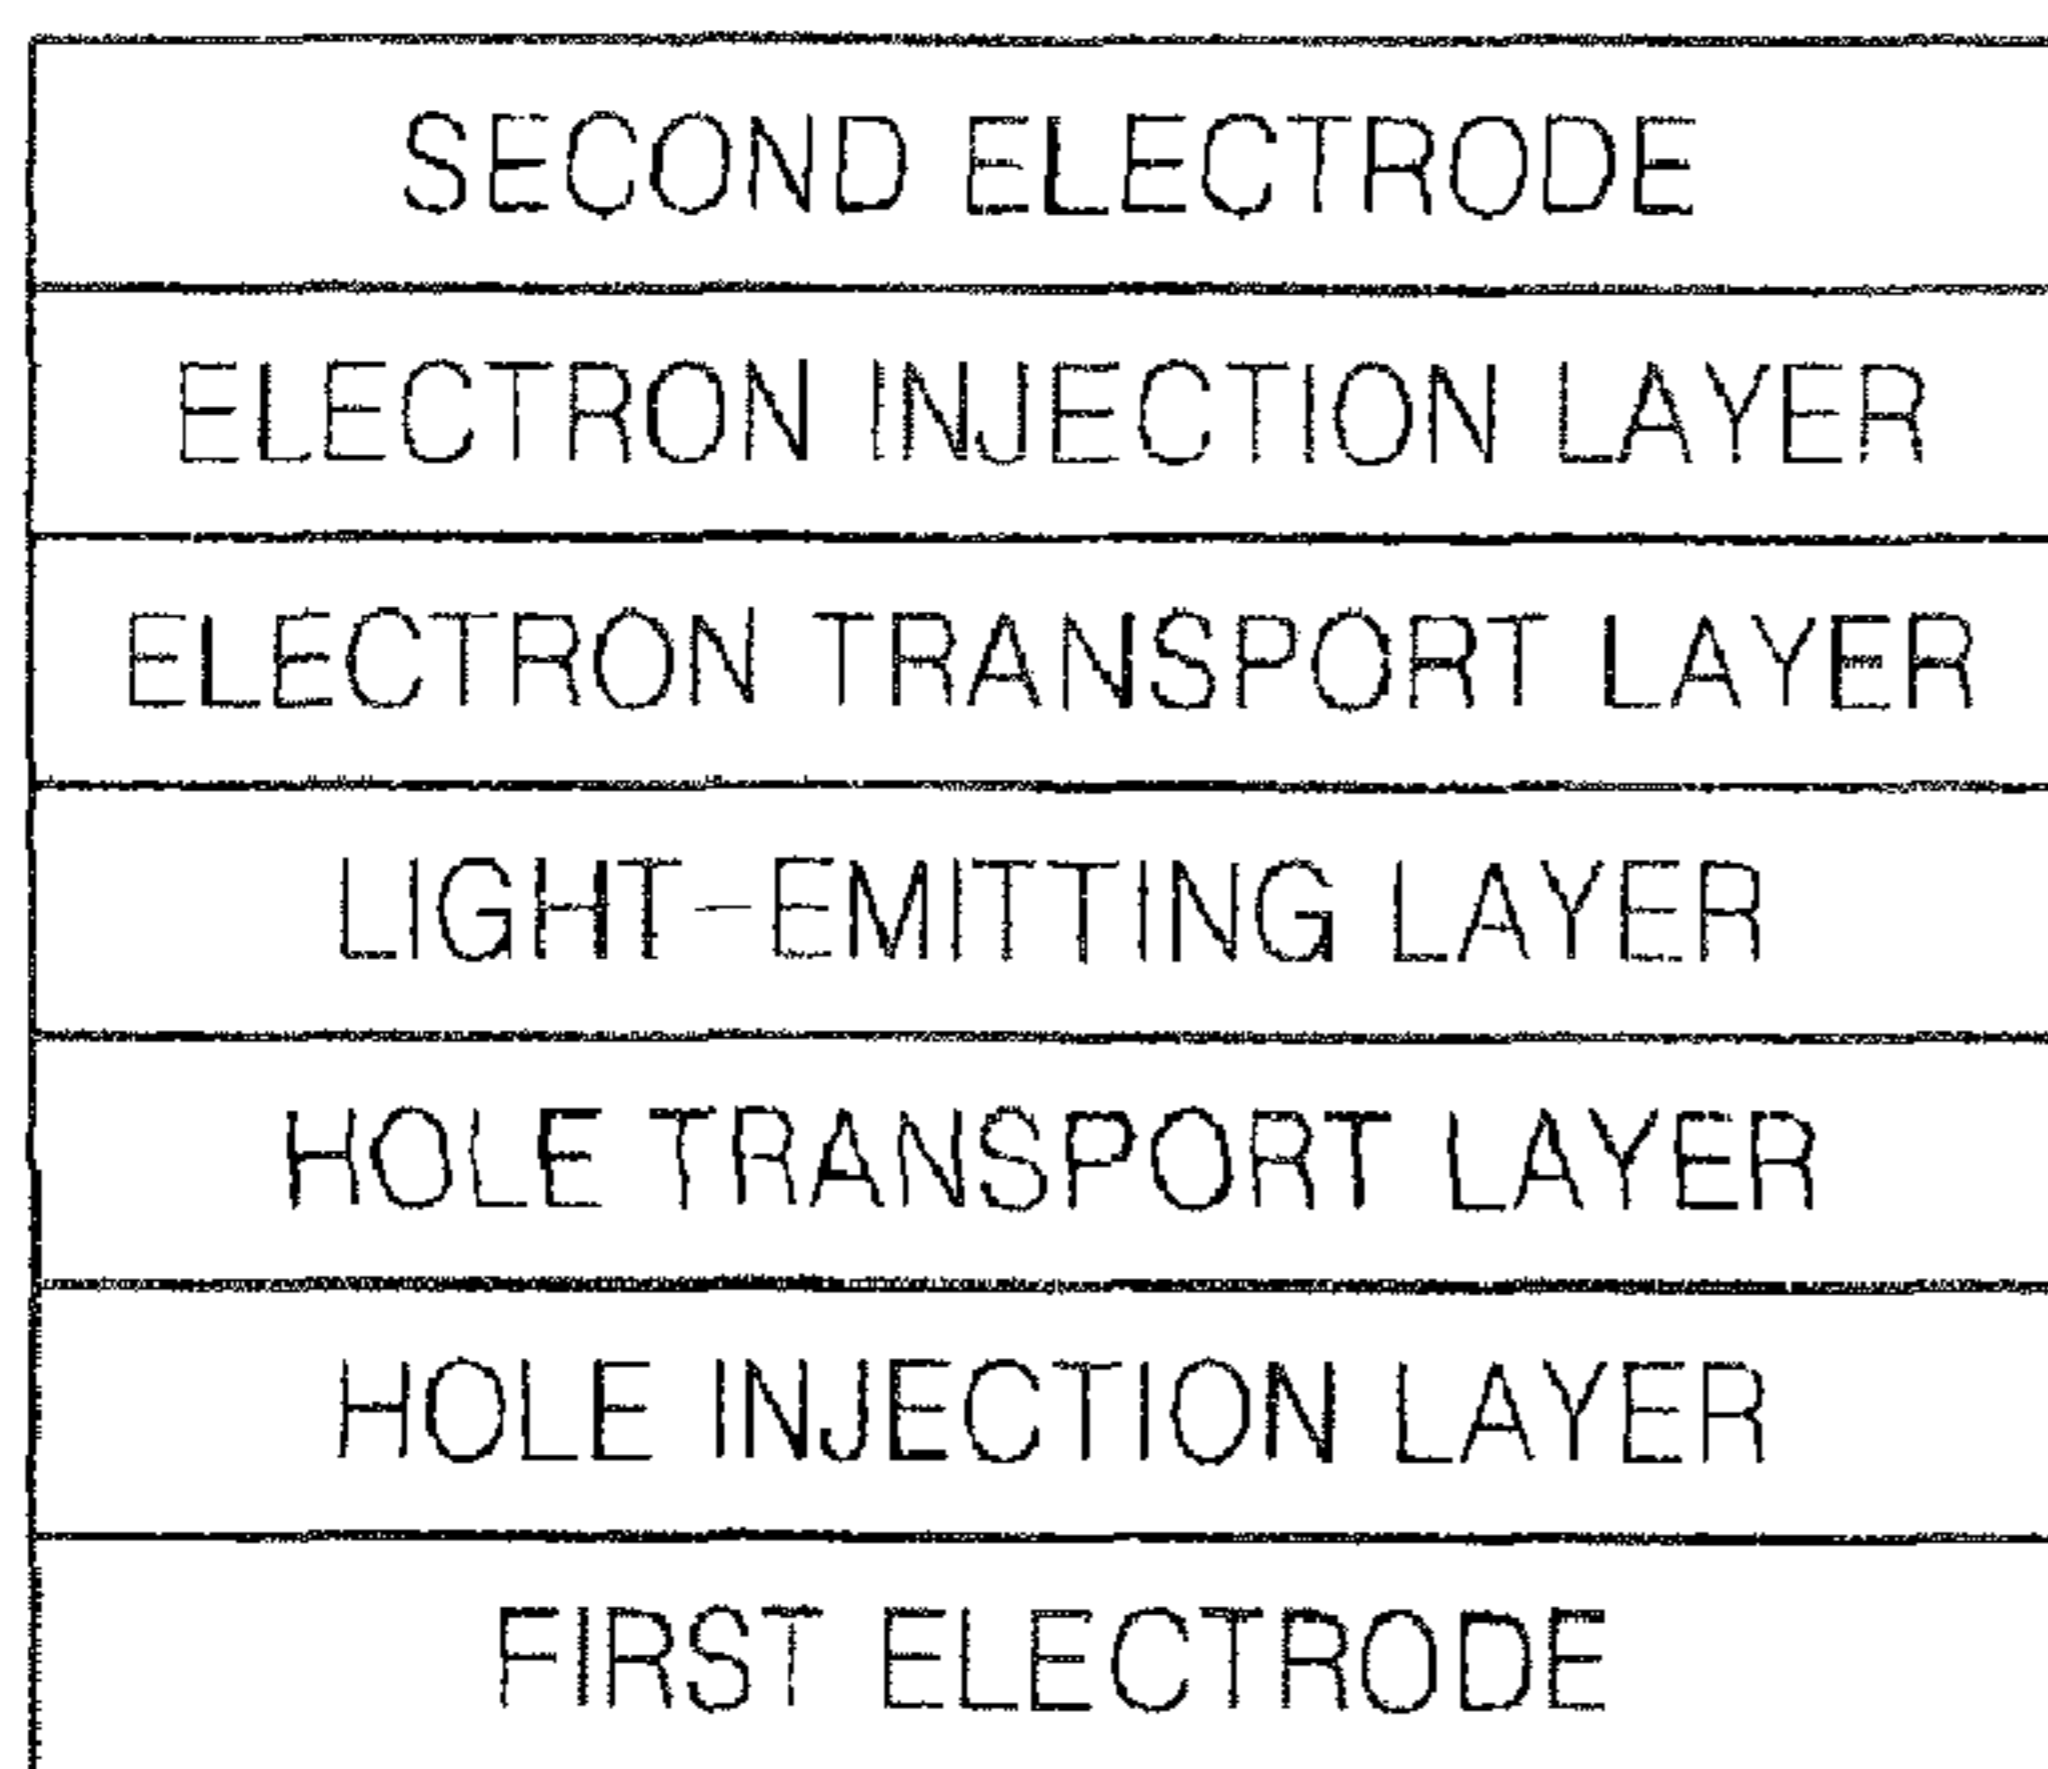 SECOND ELECTRODE
ELECTRON INJECTION LAYER
ELECTRON TRANSPORT LAYER
LIGHT-EMITTING LAYER
HOLE TRANSPORT LAYER
HOLE INJECTION LAYER
FIRST ELECTRODE